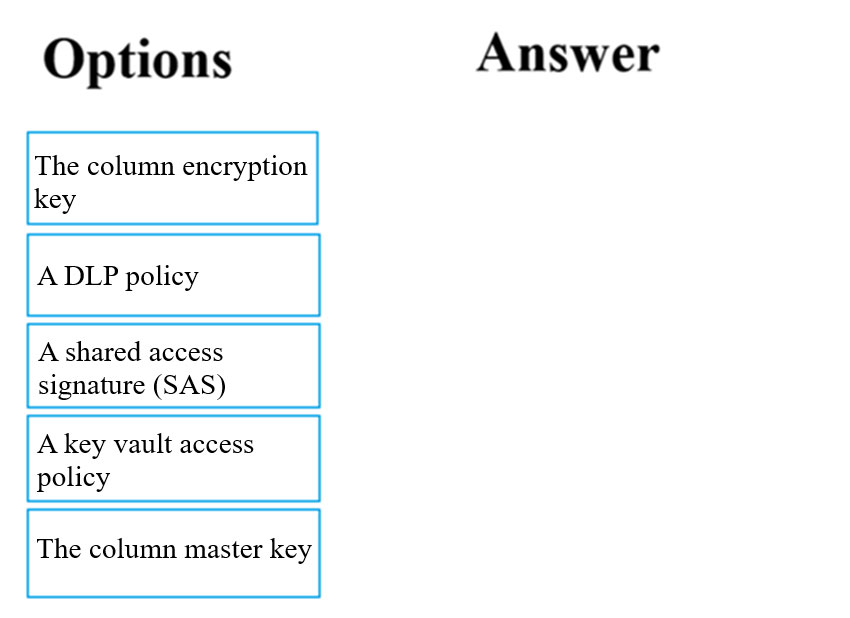 Options
Answer
The column encryption
key
A DLP policy
A shared access
signature (SAS)
A key vault access
policy
The column master key